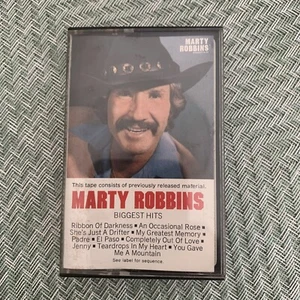 MARTY
ROBBINS
This tape consists of previously released material.
MARTY ROBBINS
BIGGEST HITS
Ribbon Of Darkness • An Occasional Rose •
She's Just A Drifter • My Greatest Memory •
Padre • El Paso • Completely Out Of Love •
Jenny • Teardrops In My Heart • You Gave
Me A Mountain
See label for sequence.